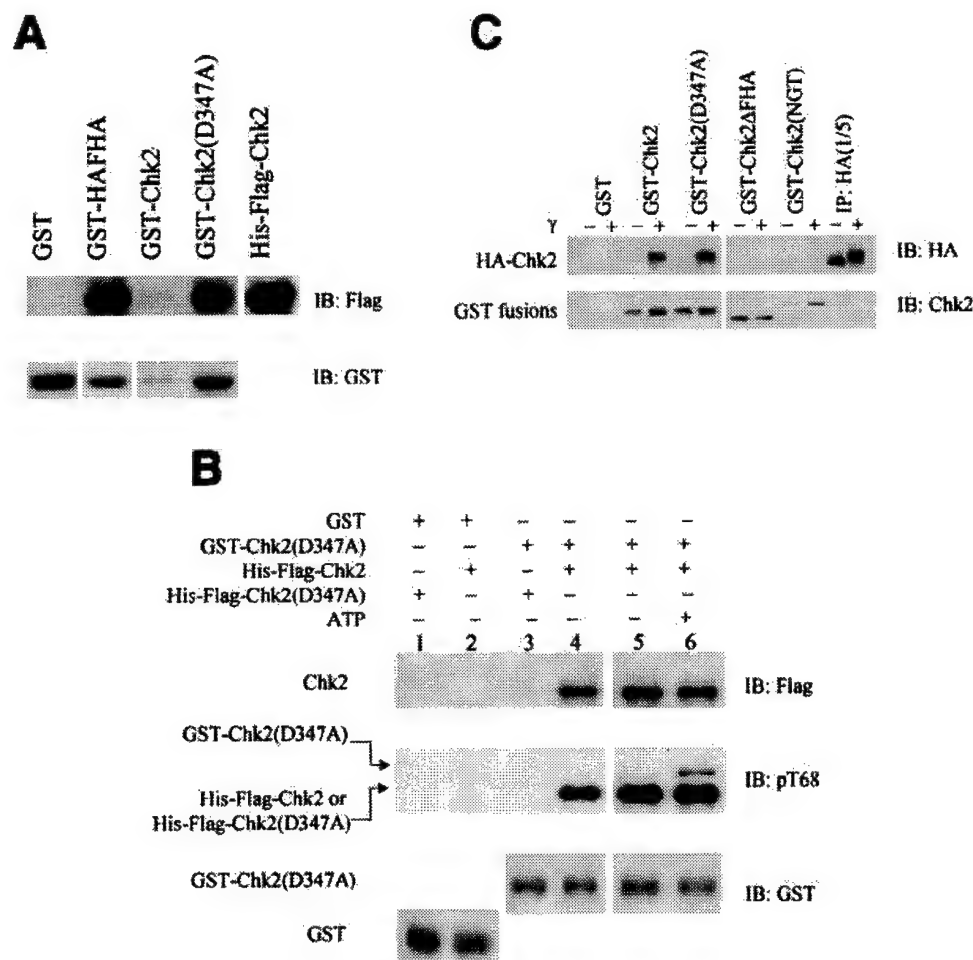 A
GST
GST-HAFHA
GST-Chk2
GST-Chk2(D347A)
His-Flag-Chk2
IB: Flag
IB: GST
C
GST
GST-Chk2
GST-Chk2(D347A)
GST-Chk2ΔFHA
GST-Chk2(NGT)
IP: HA(1/5)
γ − + − + − + − + − + − +
HA-Chk2 IB: HA
GST fusions IB: Chk2
B
GST + + − − − −
GST-Chk2(D347A) − − + + + +
His-Flag-Chk2 − + − + + +
His-Flag-Chk2(D347A) + − + − − −
ATP − − − − − +
1 2 3 4 5 6
Chk2 IB: Flag
GST-Chk2(D347A)
IB: pT68
His-Flag-Chk2 or
His-Flag-Chk2(D347A)
GST-Chk2(D347A) IB: GST
GST